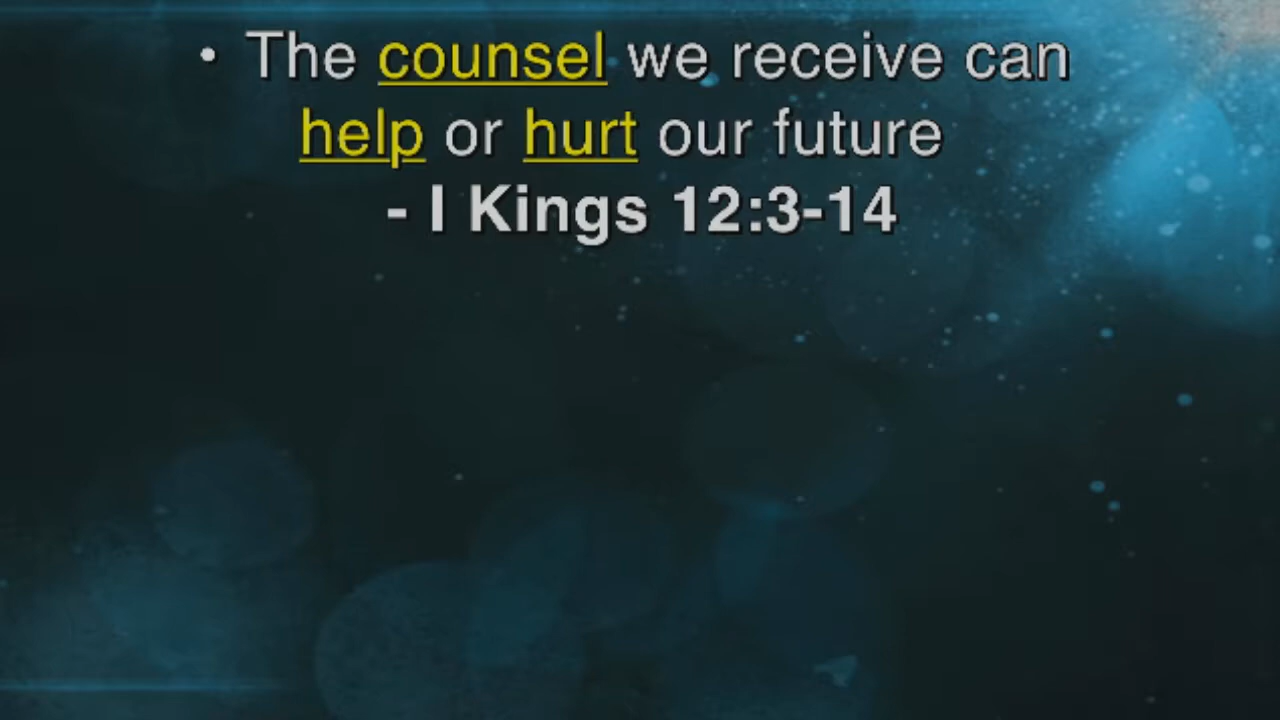 • The counsel we receive can
help or hurt our future
- I Kings 12:3-14